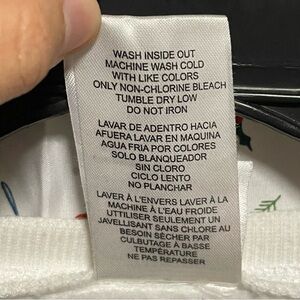 WASH INSIDE OUT
MACHINE WASH COLD
WITH LIKE COLORS
ONLY NON-CHLORINE BLEACH
TUMBLE DRY LOW
DO NOT IRON
LAVAR DE ADENTRO HACIA
AFUERA LAVAR EN MAQUINA
AGUA FRIA POR COLORES
SOLO BLANQUEADOR
SIN CLORO
CICLO LENTO
NO PLANCHAR
LAVER À L'ENVERS LAVER À LA
MACHINE À L'EAU FROIDE
UTILISER SEULEMENT UN
JAVELLISANT SANS CHLORE AU
BESOIN SÉCHER PAR
CULBUTAGE À BASSE
TEMPÉRATURE
NE PAS REPASSER